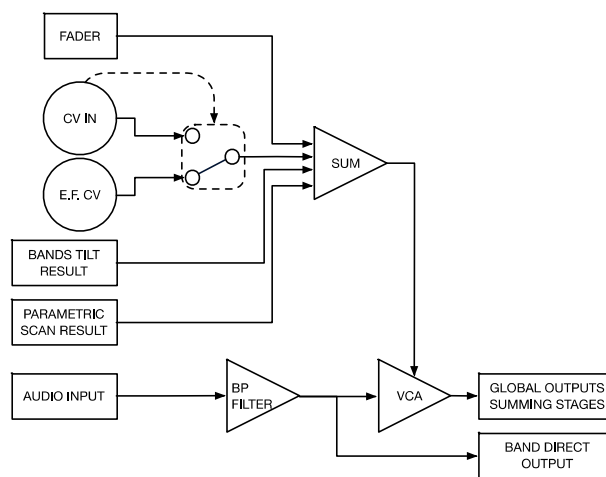 FADER
CV IN
E.F. CV
SUM
BANDS TILT
RESULT
PARAMETRIC
SCAN RESULT
AUDIO INPUT
BP
FILTER
VCA
GLOBAL OUTPUTS
SUMMING STAGES
BAND DIRECT
OUTPUT